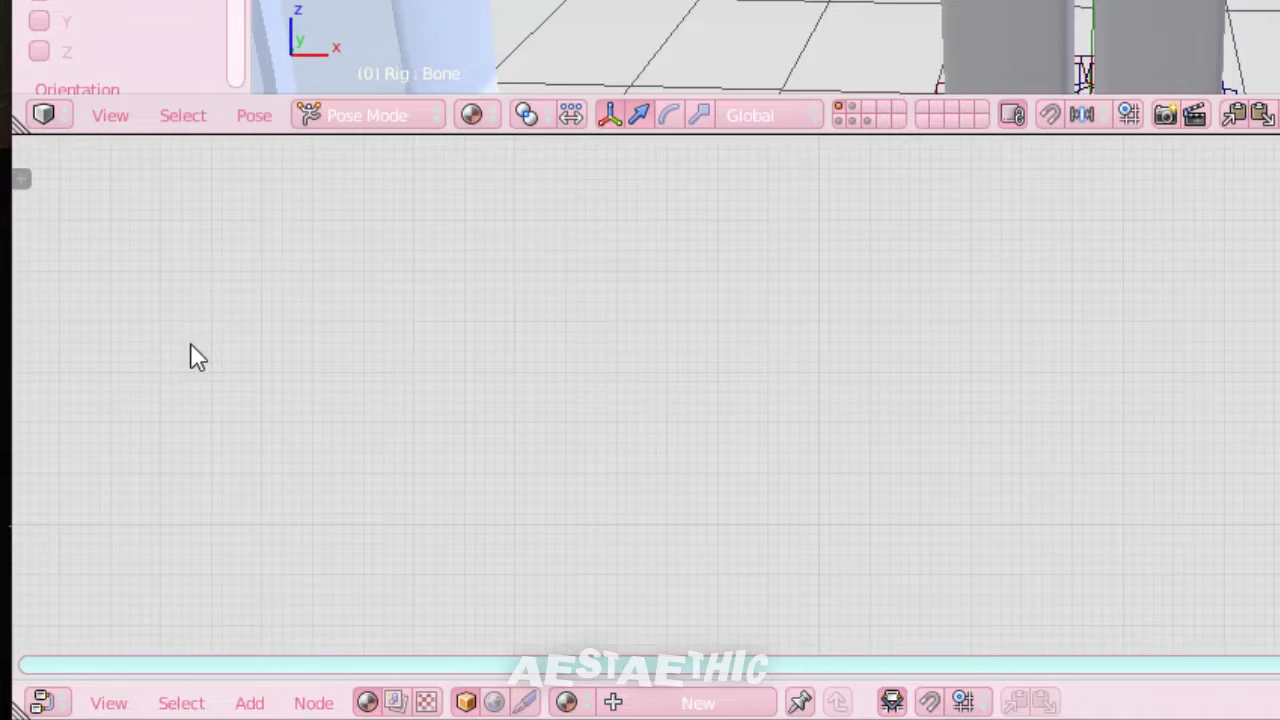 Y
Z
Orientation
z
y
x
(0) Rig : Bone
View Select Pose Pose Mode Global
AESTAETHIC
View Select Add Node New